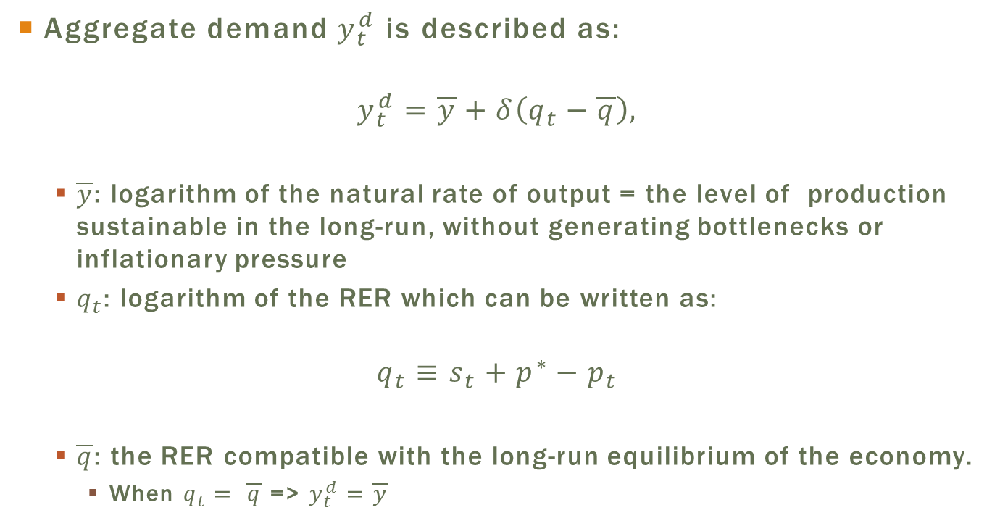 ▪ Aggregate demand $y_t^d$ is described as:
$y_t^d = \overline{y} + \delta(q_t - \overline{q}),$
▪ $\overline{y}$: logarithm of the natural rate of output = the level of production
sustainable in the long-run, without generating bottlenecks or
inflationary pressure
▪ $q_t$: logarithm of the RER which can be written as:
$q_t \equiv s_t + p^* - p_t$
▪ $\overline{q}$: the RER compatible with the long-run equilibrium of the economy.
▪ When $q_t = \overline{q}$ => $y_t^d = \overline{y}$